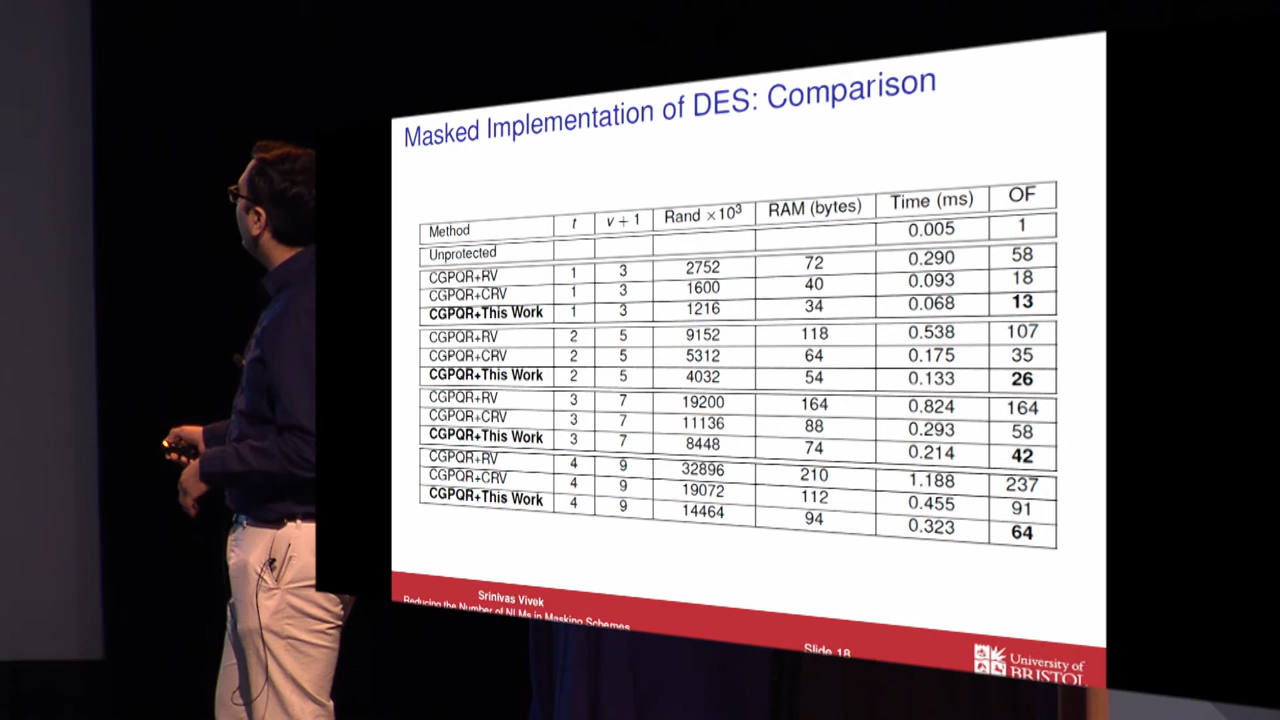 Masked Implementation of DES: Comparison
Method t v + 1 Rand ×10³ RAM (bytes) Time (ms) OF
Unprotected 0.005 1
CGPQR+RV 1 3 2752 72 0.290 58
CGPQR+CRV 1 3 1600 40 0.093 18
CGPQR+This Work 1 3 1216 34 0.068 13
CGPQR+RV 2 5 9152 118 0.538 107
CGPQR+CRV 2 5 5312 64 0.175 35
CGPQR+This Work 2 5 4032 54 0.133 26
CGPQR+RV 3 7 19200 164 0.824 164
CGPQR+CRV 3 7 11136 88 0.293 58
CGPQR+This Work 3 7 8448 74 0.214 42
CGPQR+RV 4 9 32896 210 1.188 237
CGPQR+CRV 4 9 19072 112 0.455 91
CGPQR+This Work 4 9 14464 94 0.323 64
Srinivas Vivek
Reducing the Number of NLMs in Masking Schemes
Slide 18
University of
BRISTOL